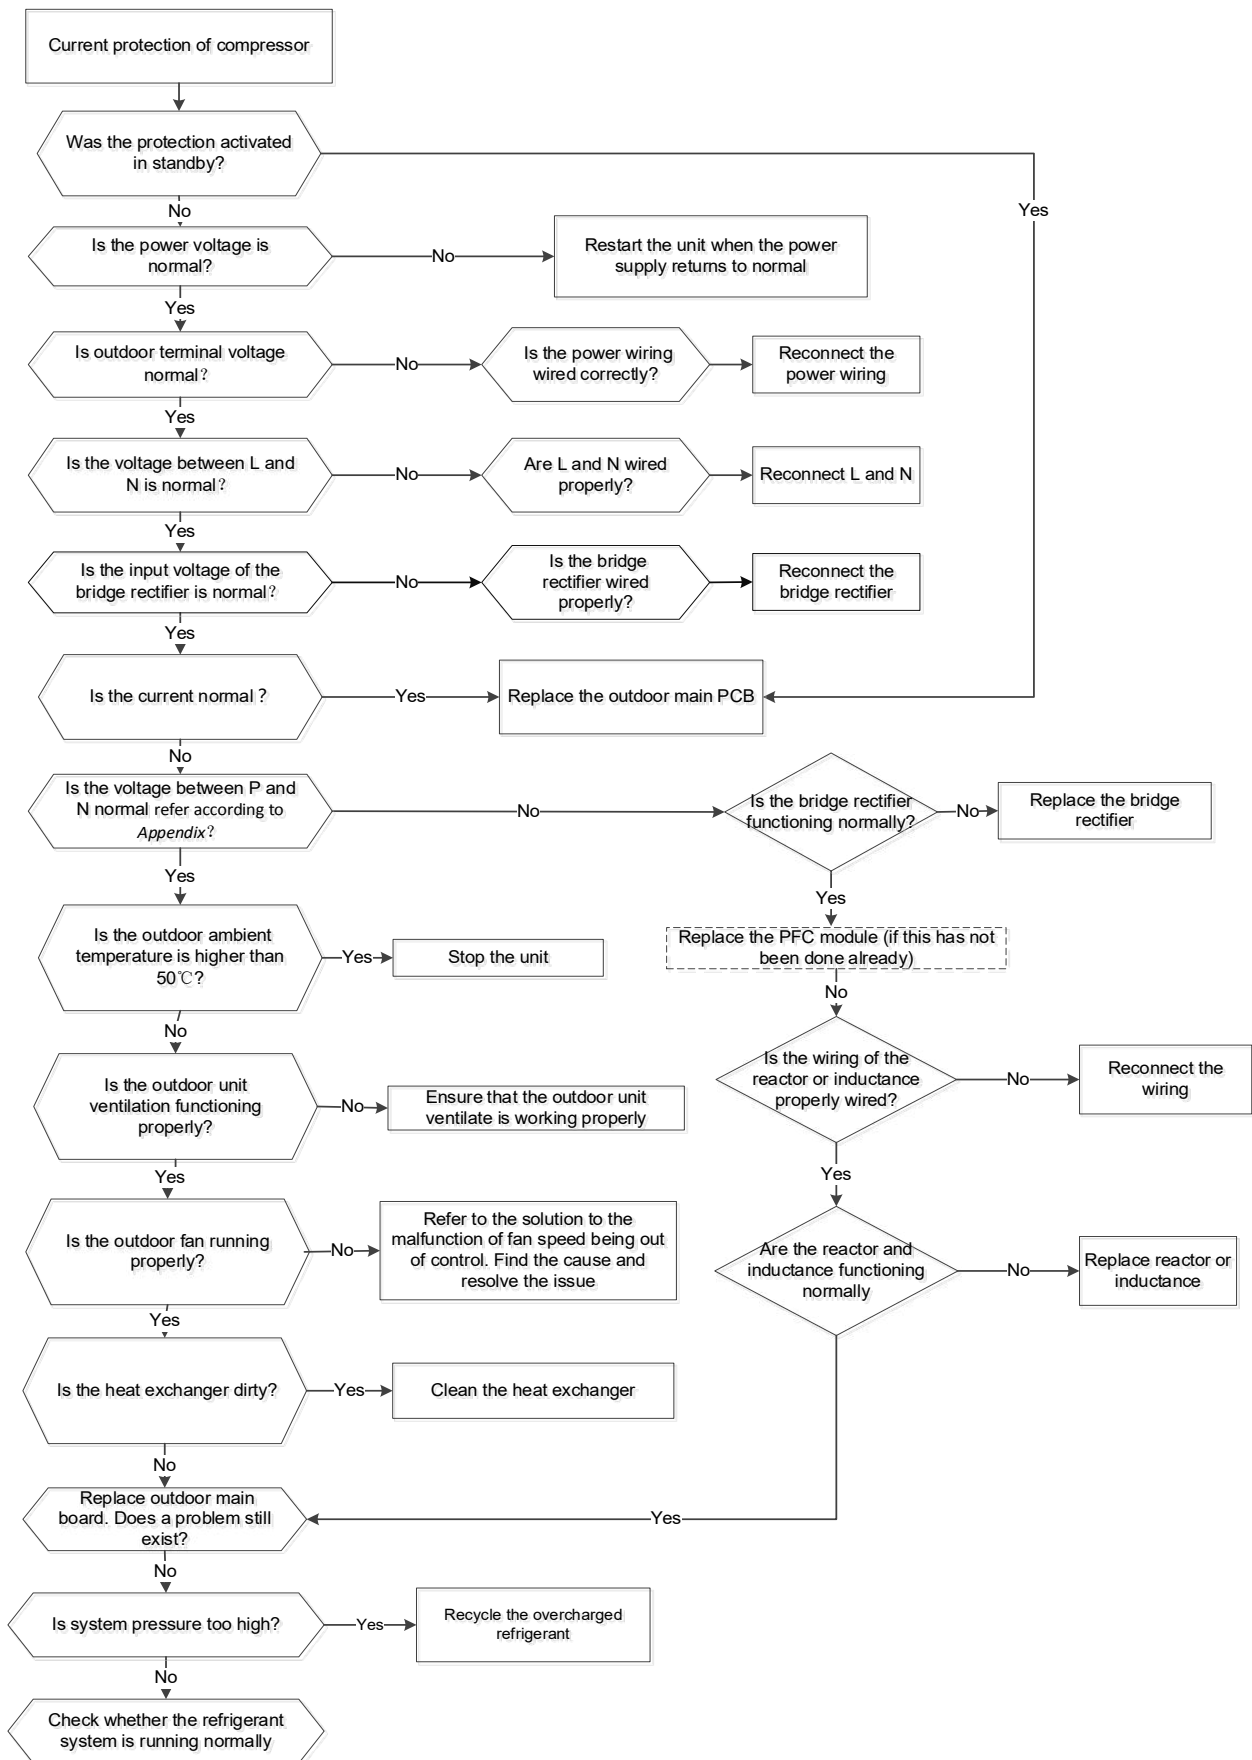 Current protection of compressor
Was the protection activated
in standby?
Yes
No
Is the power voltage is
normal?
No
Restart the unit when the power
supply returns to normal
Yes
Is outdoor terminal voltage
normal?
No
Is the power wiring
wired correctly?
Reconnect the
power wiring
Yes
Is the voltage between L and
N is normal?
No
Are L and N wired
properly?
Reconnect L and N
Yes
Is the input voltage of the
bridge rectifier is normal?
No
Is the bridge
rectifier wired
properly?
Reconnect the
bridge rectifier
Yes
Is the current normal ?
Yes
Replace the outdoor main PCB
No
Is the voltage between P and
N normal refer according to
Appendix?
No
Is the bridge rectifier
functioning normally?
No
Replace the bridge
rectifier
Yes
Yes
Replace the PFC module (if this has not
been done already)
Is the outdoor ambient
temperature is higher than
50℃?
Yes
Stop the unit
No
No
Is the outdoor unit
ventilation functioning
properly?
No
Ensure that the outdoor unit
ventilate is working properly
Is the wiring of the
reactor or inductance
properly wired?
No
Reconnect the
wiring
Yes
Yes
Is the outdoor fan running
properly?
No
Refer to the solution to the
malfunction of fan speed being out
of control. Find the cause and
resolve the issue
Are the reactor and
inductance functioning
normally
No
Replace reactor or
inductance
Yes
Is the heat exchanger dirty?
Yes
Clean the heat exchanger
No
Replace outdoor main
board. Does a problem still
exist?
Yes
No
Is system pressure too high?
Yes
Recycle the overcharged
refrigerant
No
Check whether the refrigerant
system is running normally